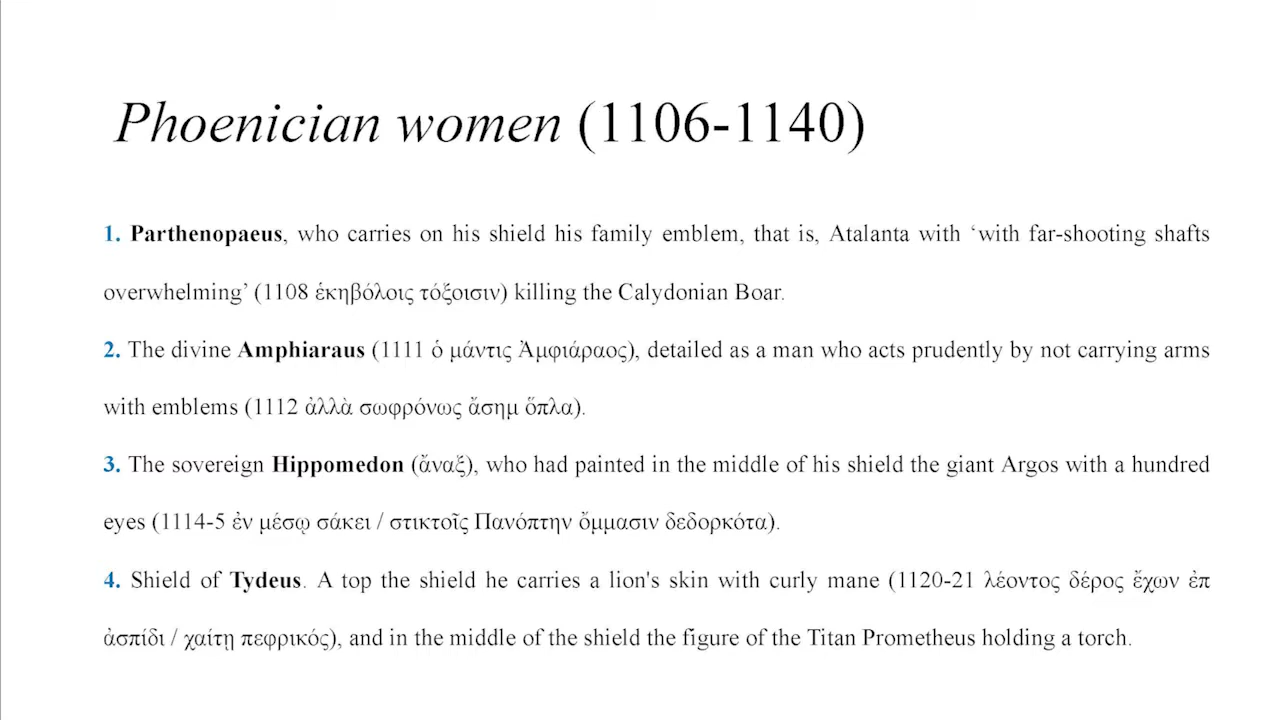 Phoenician women (1106-1140)
1. Parthenopaeus, who carries on his shield his family emblem, that is, Atalanta with ‘with far-shooting shafts
overwhelming’ (1108 ἑκηβόλοις τόξοισιν) killing the Calydonian Boar.
2. The divine Amphiaraus (1111 ὁ μάντις Ἀμφιάραος), detailed as a man who acts prudently by not carrying arms
with emblems (1112 ἀλλὰ σωφρόνως ἄσημ ὅπλα).
3. The sovereign Hippomedon (ἄναξ), who had painted in the middle of his shield the giant Argos with a hundred
eyes (1114-5 ἐν μέσῳ σάκει / στικτοῖς Πανόπτην ὄμμασιν δεδορκότα).
4. Shield of Tydeus. A top the shield he carries a lion's skin with curly mane (1120-21 λέοντος δέρος ἔχων ἐπ
ἀσπίδι / χαίτῃ πεφρικός), and in the middle of the shield the figure of the Titan Prometheus holding a torch.